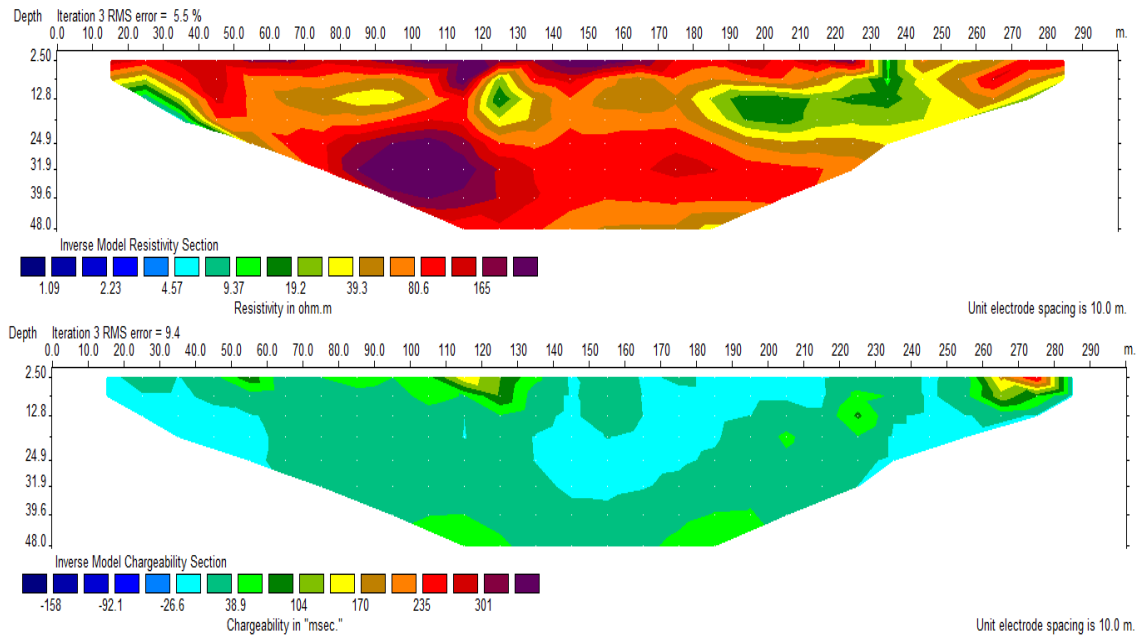 Depth Iteration 3 RMS error = 5.5 %
0.0 10.0 20.0 30.0 40.0 50.0 60.0 70.0 80.0 90.0 100.0 110 120 130 140 150 160 170 180 190 200 210 220 230 240 250 260 270 280 290 m.
2.50
12.8
24.9
31.9
39.6
48.0
Inverse Model Resistivity Section
1.09 2.23 4.57 9.37 19.2 39.3 80.6 165
Resistivity in ohm.m
Unit electrode spacing is 10.0 m.
Depth Iteration 3 RMS error = 9.4
0.0 10.0 20.0 30.0 40.0 50.0 60.0 70.0 80.0 90.0 100.0 110 120 130 140 150 160 170 180 190 200 210 220 230 240 250 260 270 280 290 m.
2.50
12.8
24.9
31.9
39.6
48.0
Inverse Model Chargeability Section
-158 -92.1 -26.6 38.9 104 170 235 301
Chargeability in "msec."
Unit electrode spacing is 10.0 m.